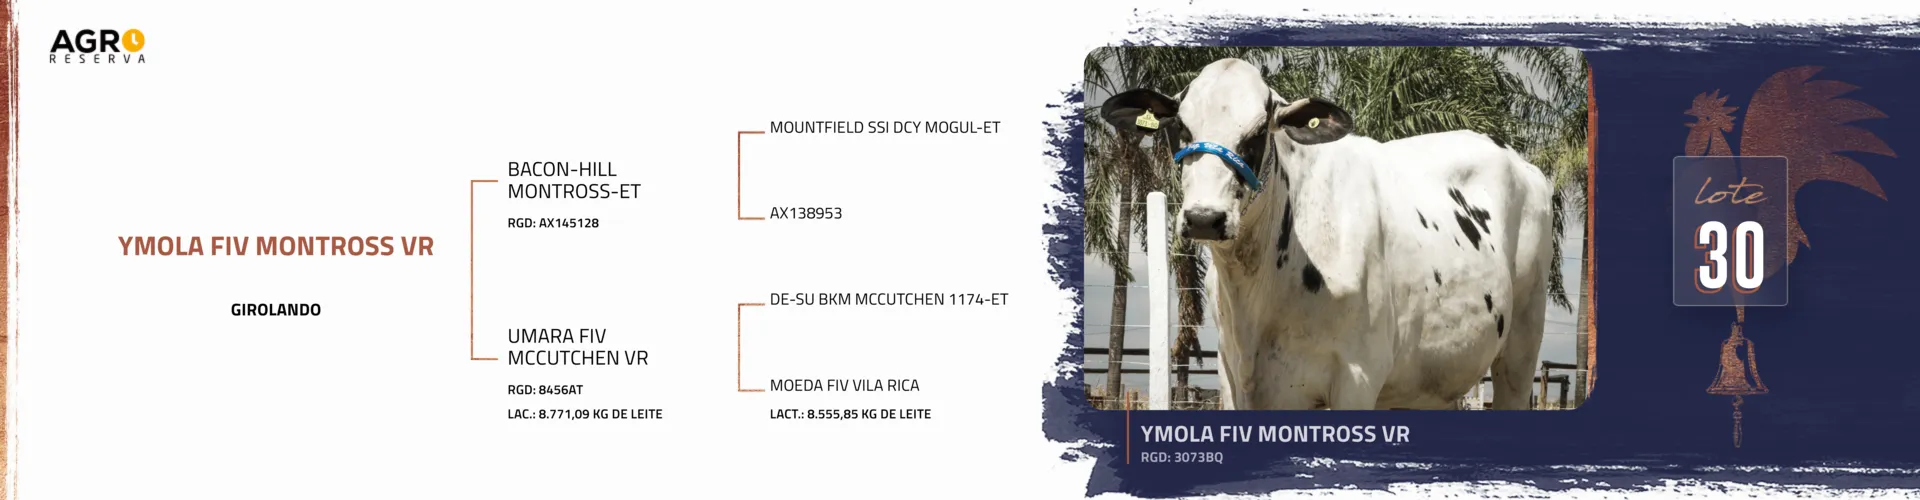 AGRO
RESERVA
YMOLA FIV MONTROSS VR
GIROLANDO
BACON-HILL
MONTROSS-ET
RGD: AX145128
UMARA FIV
MCCUTCHEN VR
RGD: 8456AT
LAC.: 8.771,09 KG DE LEITE
MOUNTFIELD SSI DCY MOGUL-ET
AX138953
DE-SU BKM MCCUTCHEN 1174-ET
MOEDA FIV VILA RICA
LACT.: 8.555,85 KG DE LEITE
lote
30
YMOLA FIV MONTROSS VR
RGD: 3073BQ